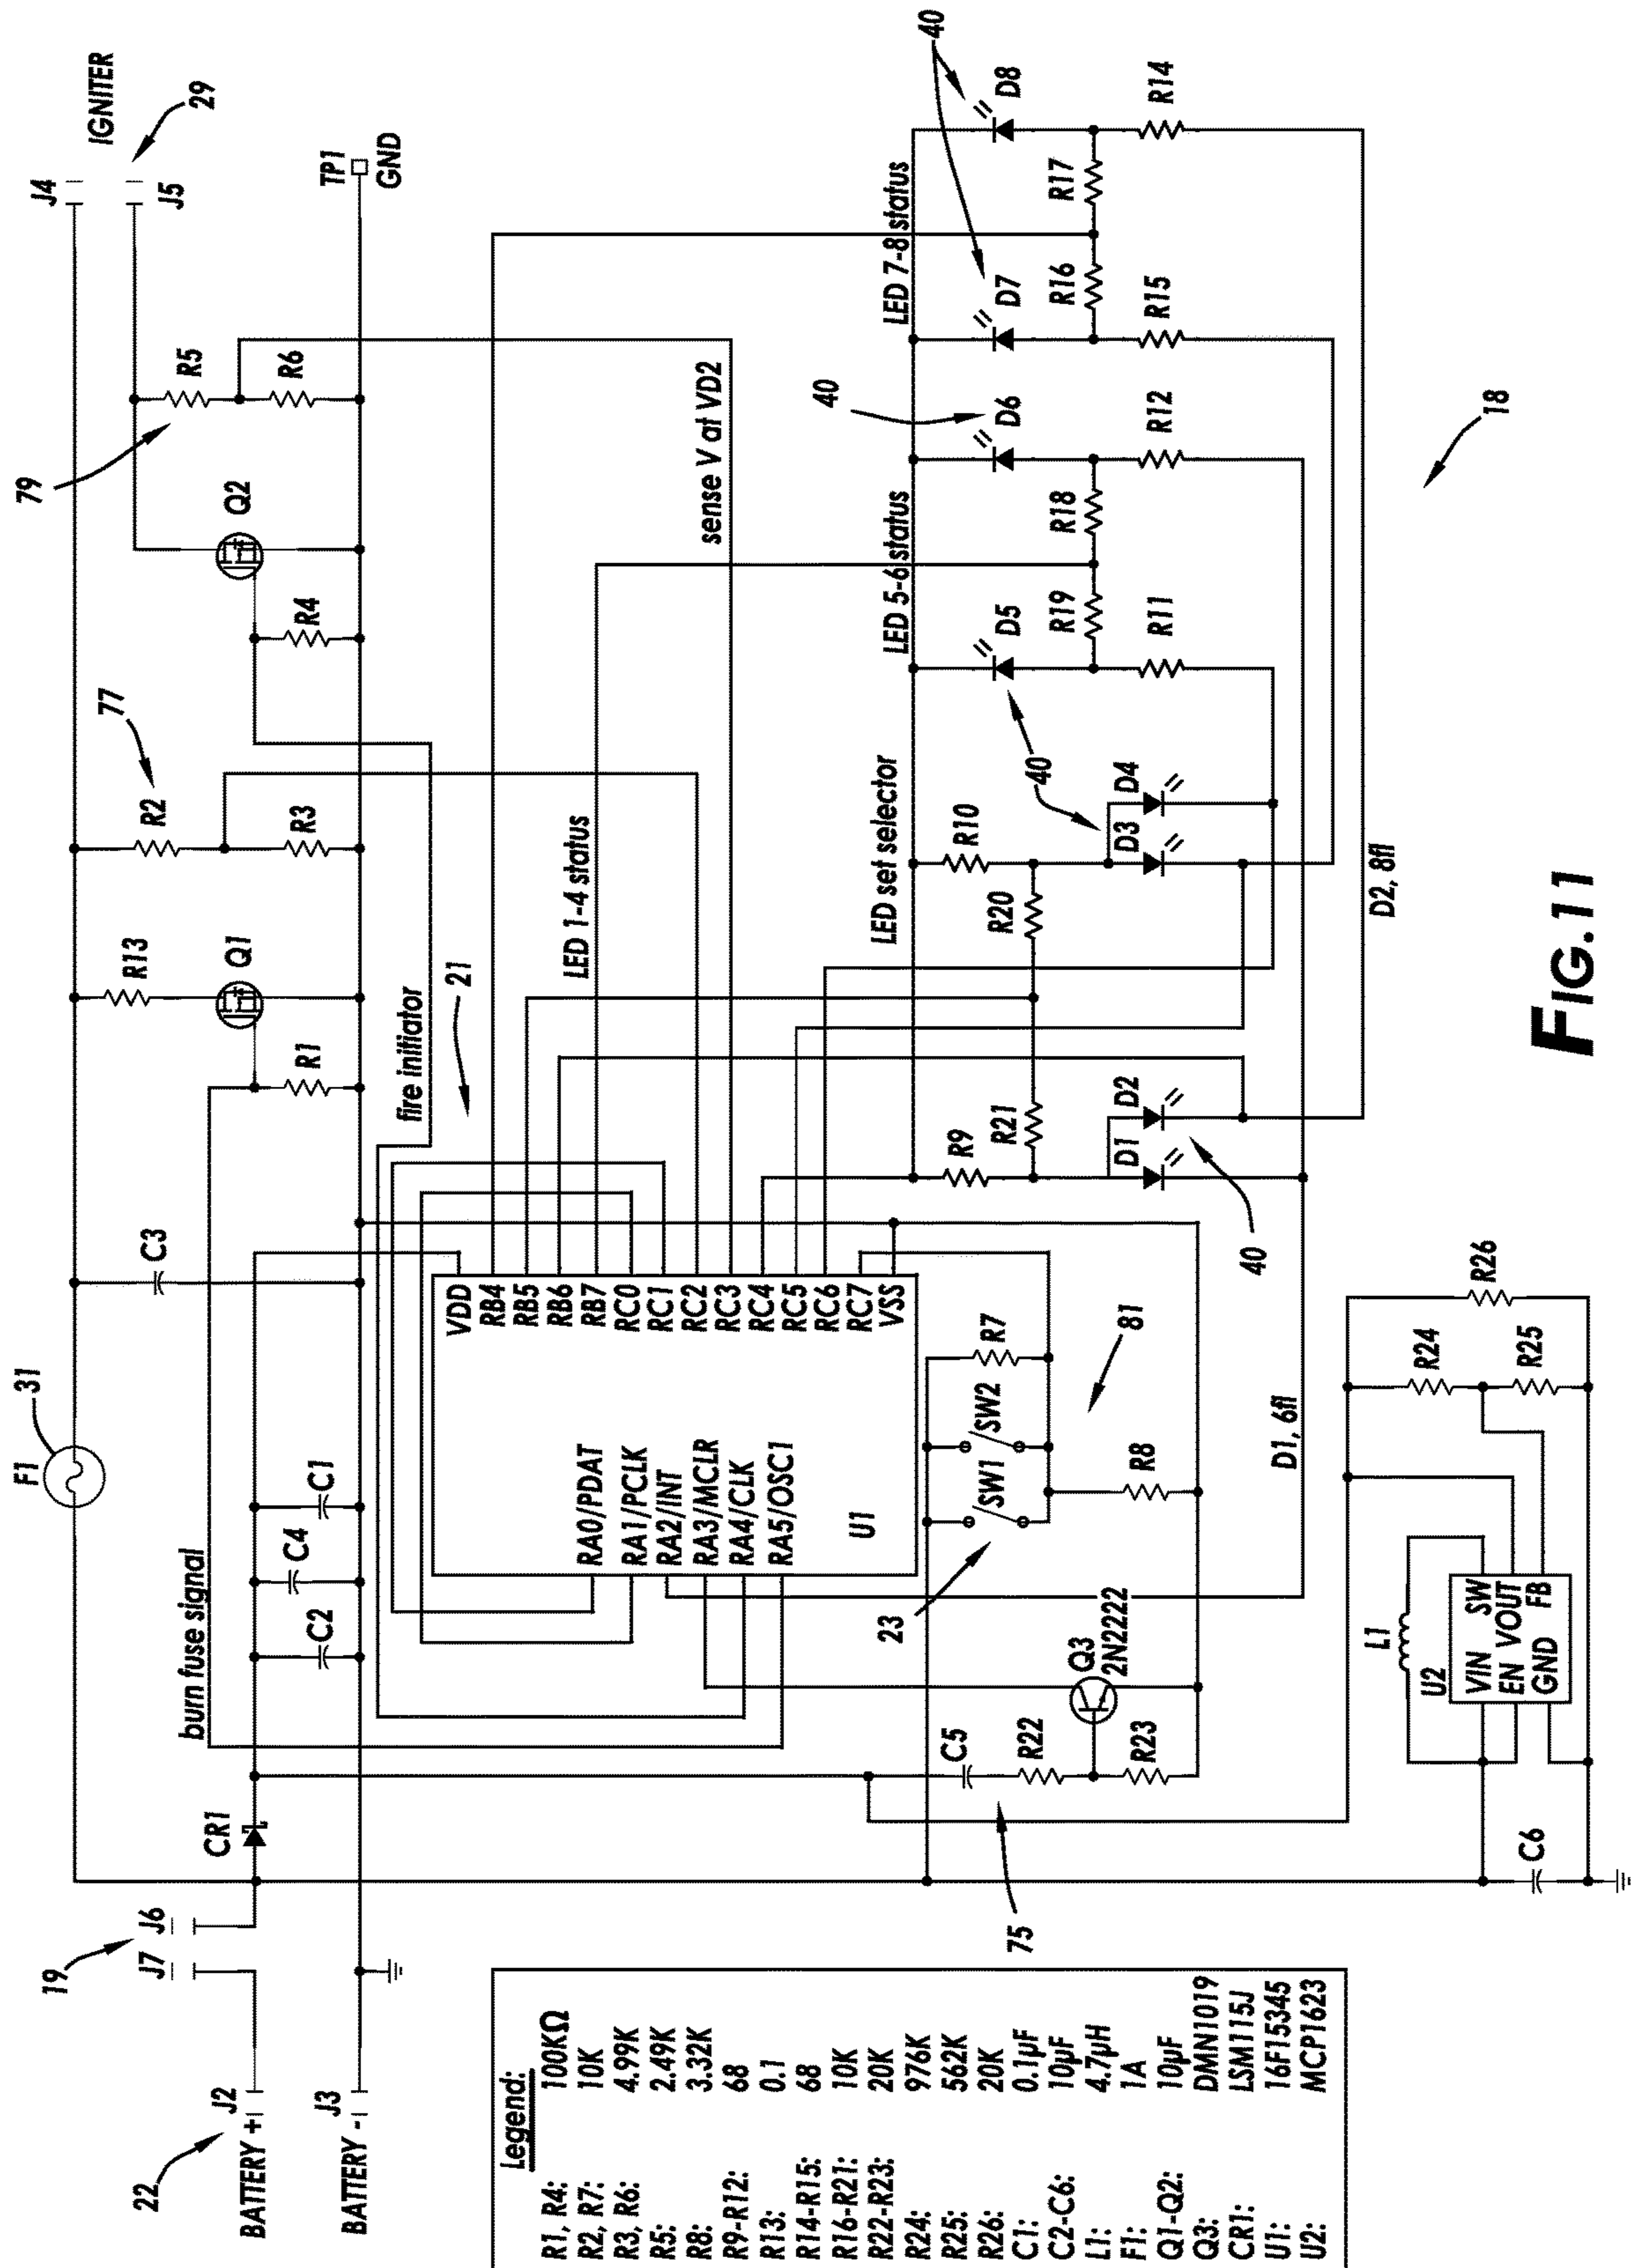 22
BATTERY +
J2
BATTERY -
J3
19
J7
J6
CR1
F1
31
burn fuse signal
C2
C4
C1
C3
R13
Q1
R1
77
R2
R3
fire initiator
R4
Q2
79
R5
R6
J4
J5
IGNITER
29
TP1
GND
21
LED 1-4 status
sense V at VD2
VDD
RB4
RB5
RB6
RB7
RC0
RC1
RC2
RC3
RC4
RC5
RC6
RC7
VSS
RA0/PDAT
RA1/PCLK
RA2/INT
RA3/MCLR
RA4/CLK
RA5/OSC1
U1
LED set selector
LED 5-6 status
LED 7-8 status
23
SW1
SW2
R7
R8
81
75
C5
R22
R23
Q3
2N2222
R9
R21
D1
D2
40
R20
R10
D3
D4
40
D5
R19
R11
R18
40
D6
R12
D7
R16
R15
R17
40
D8
R14
D1, 6fl
D2, 8fl
18
C6
L1
U2
VIN
EN
GND
SW
VOUT
FB
R24
R25
R26
Legend:
R1, R4: 100KΩ
R2, R7: 10K
R3, R6: 4.99K
R5: 2.49K
R8: 3.32K
R9-R12: 68
R13: 0.1
R14-R15: 68
R16-R21: 10K
R22-R23: 20K
R24: 976K
R25: 562K
R26: 20K
C1: 0.1µF
C2-C6: 10µF
L1: 4.7µH
F1: 1A
Q1-Q2: 10µF
Q3: DMN1019
CR1: LSM115J
U1: 16F15345
U2: MCP1623
FIG.11